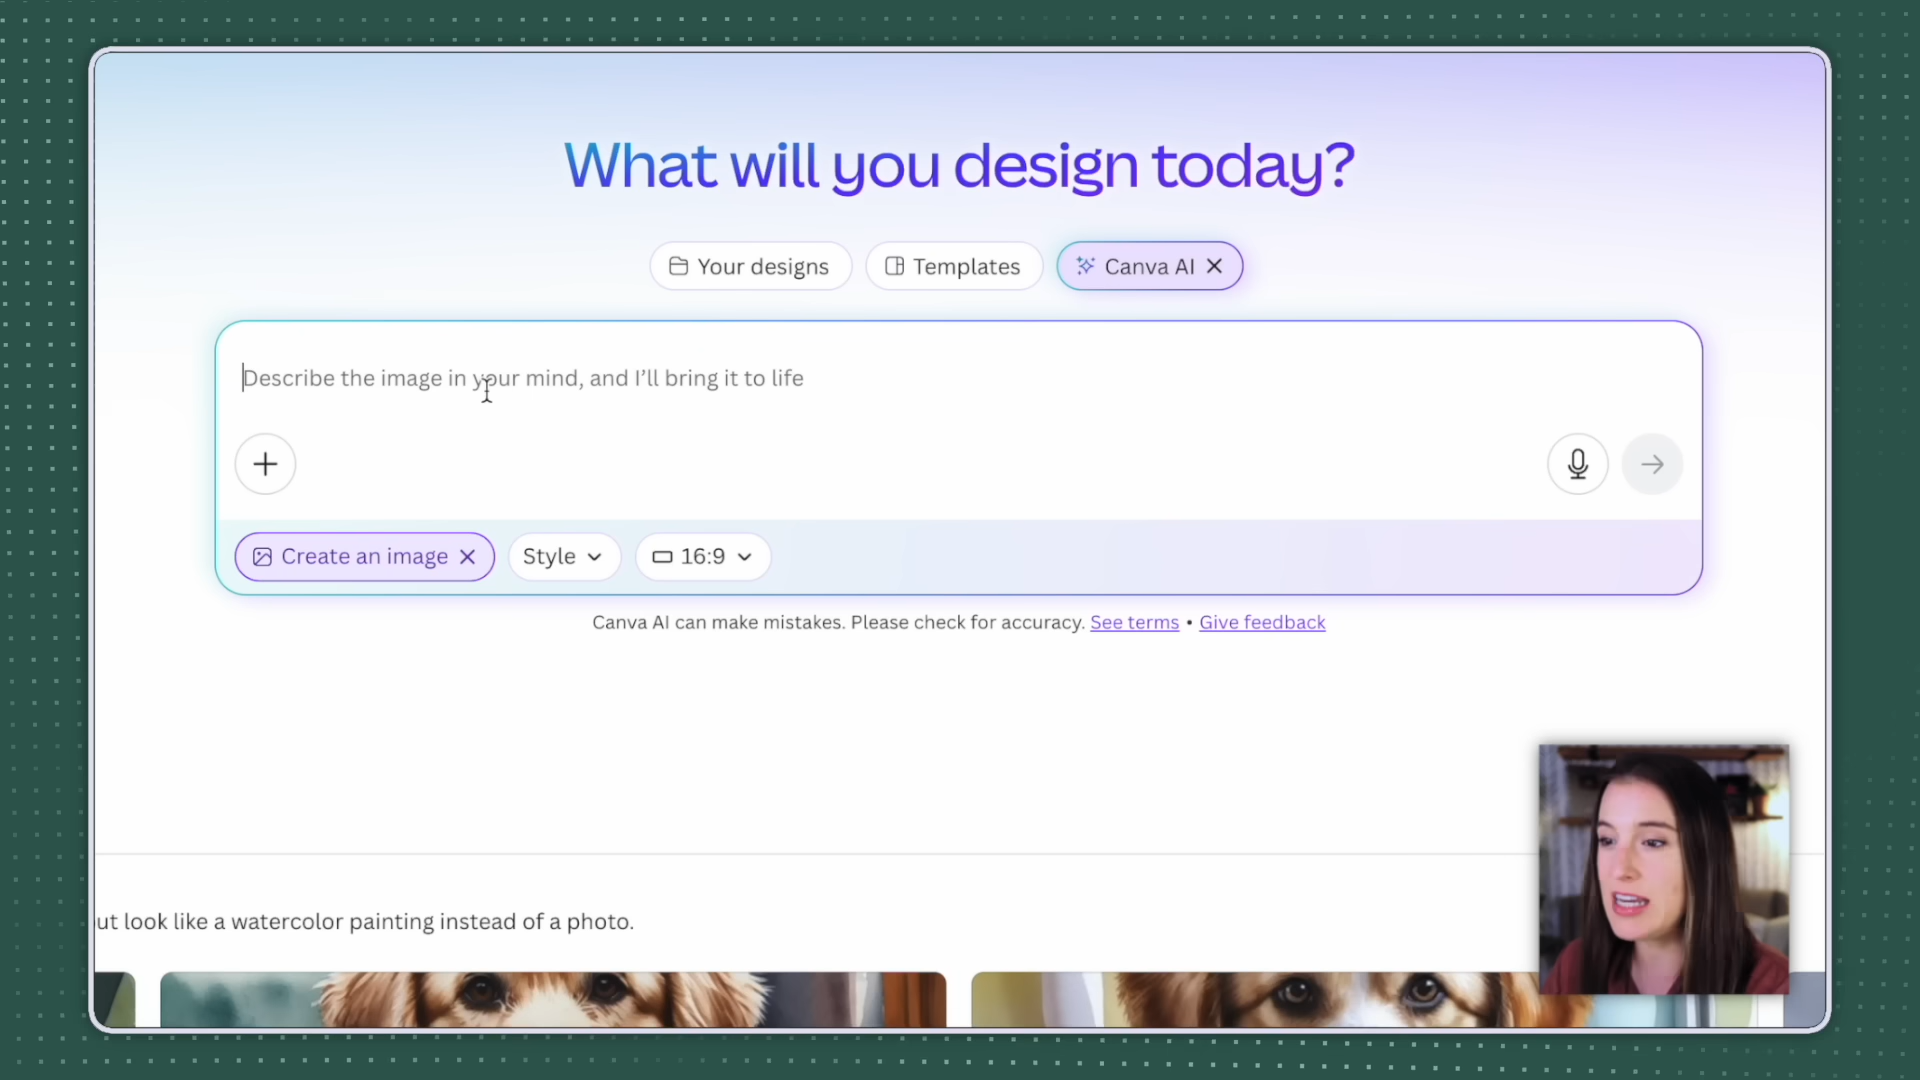 What will you design today?
Your designs
Templates
Canva AI
Describe the image in your mind, and I'll bring it to life
Create an image
Style
16:9
Canva AI can make mistakes. Please check for accuracy. See terms • Give feedback
ut look like a watercolor painting instead of a photo.